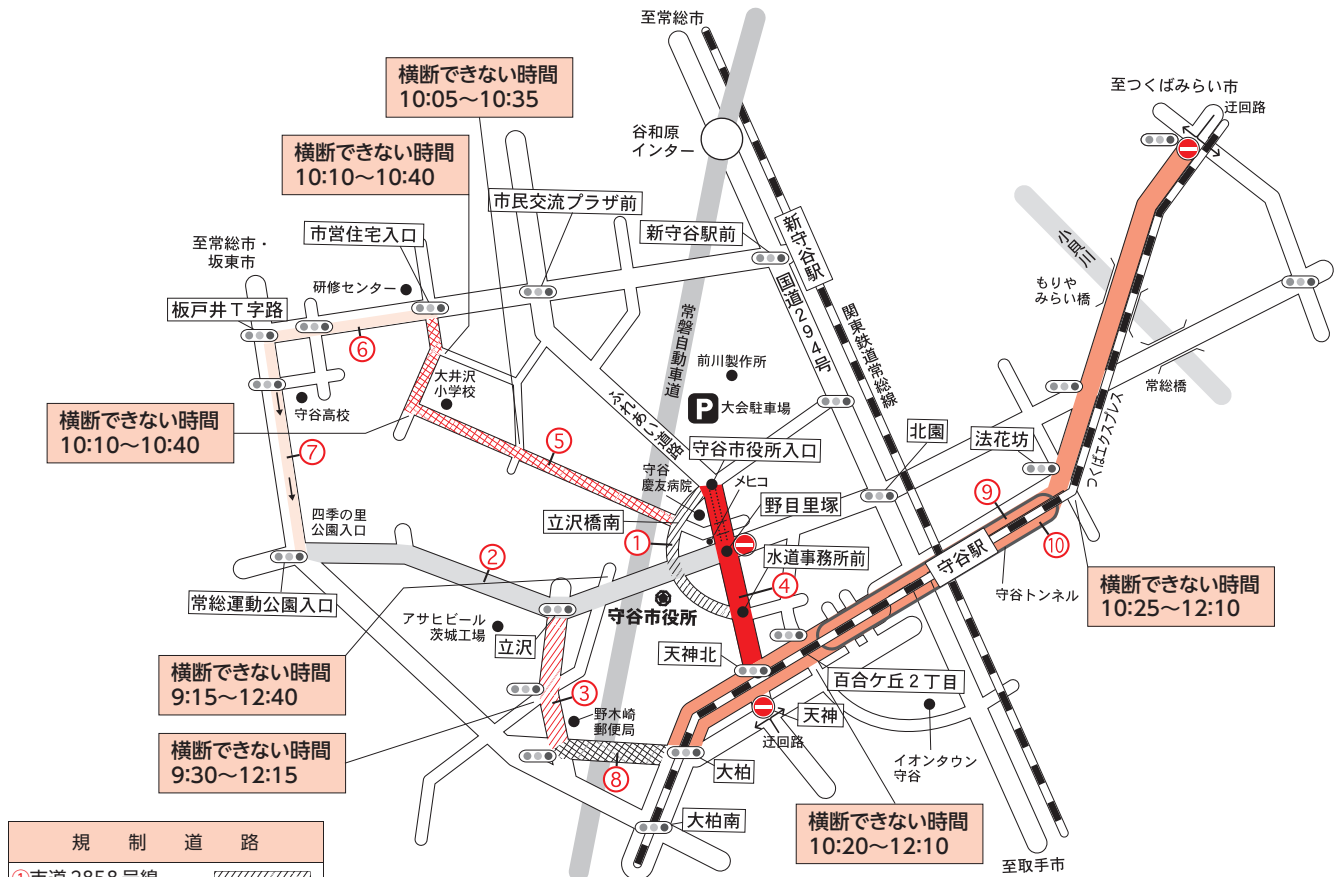 至常総市
横断できない時間
10:05～10:35
至つくばみらい市
迂回路
谷和原
インター
横断できない時間
10:10～10:40
市民交流プラザ前
新守谷駅
市営住宅入口
新守谷駅前
小貝川
至常総市・
坂東市
研修センター
国道294号
もりや
みらい橋
板戸井T字路
常磐自動車道
関東鉄道常総線
⑥
前川製作所
大井沢
小学校
常総橋
P
大会駐車場
守谷高校
ふれあい道路
つくばエクスプレス
横断できない時間
10:10～10:40
北園
法花坊
⑤
守谷市役所入口
⑦
守谷
慶友病院
メヒコ
野目里塚
⑨
四季の里
公園入口
立沢橋南
①
⑩
水道事務所前
守谷駅
②
④
横断できない時間
10:25～12:10
常総運動公園入口
守谷トンネル
アサヒビール
茨城工場
守谷市役所
立沢
天神北
横断できない時間
9:15～12:40
百合ケ丘2丁目
③
天神
野木崎
郵便局
迂回路
横断できない時間
9:30～12:15
イオンタウン
守谷
大柏
⑧
横断できない時間
10:20～12:10
大柏南
至取手市
規制道路
①市道2858号線